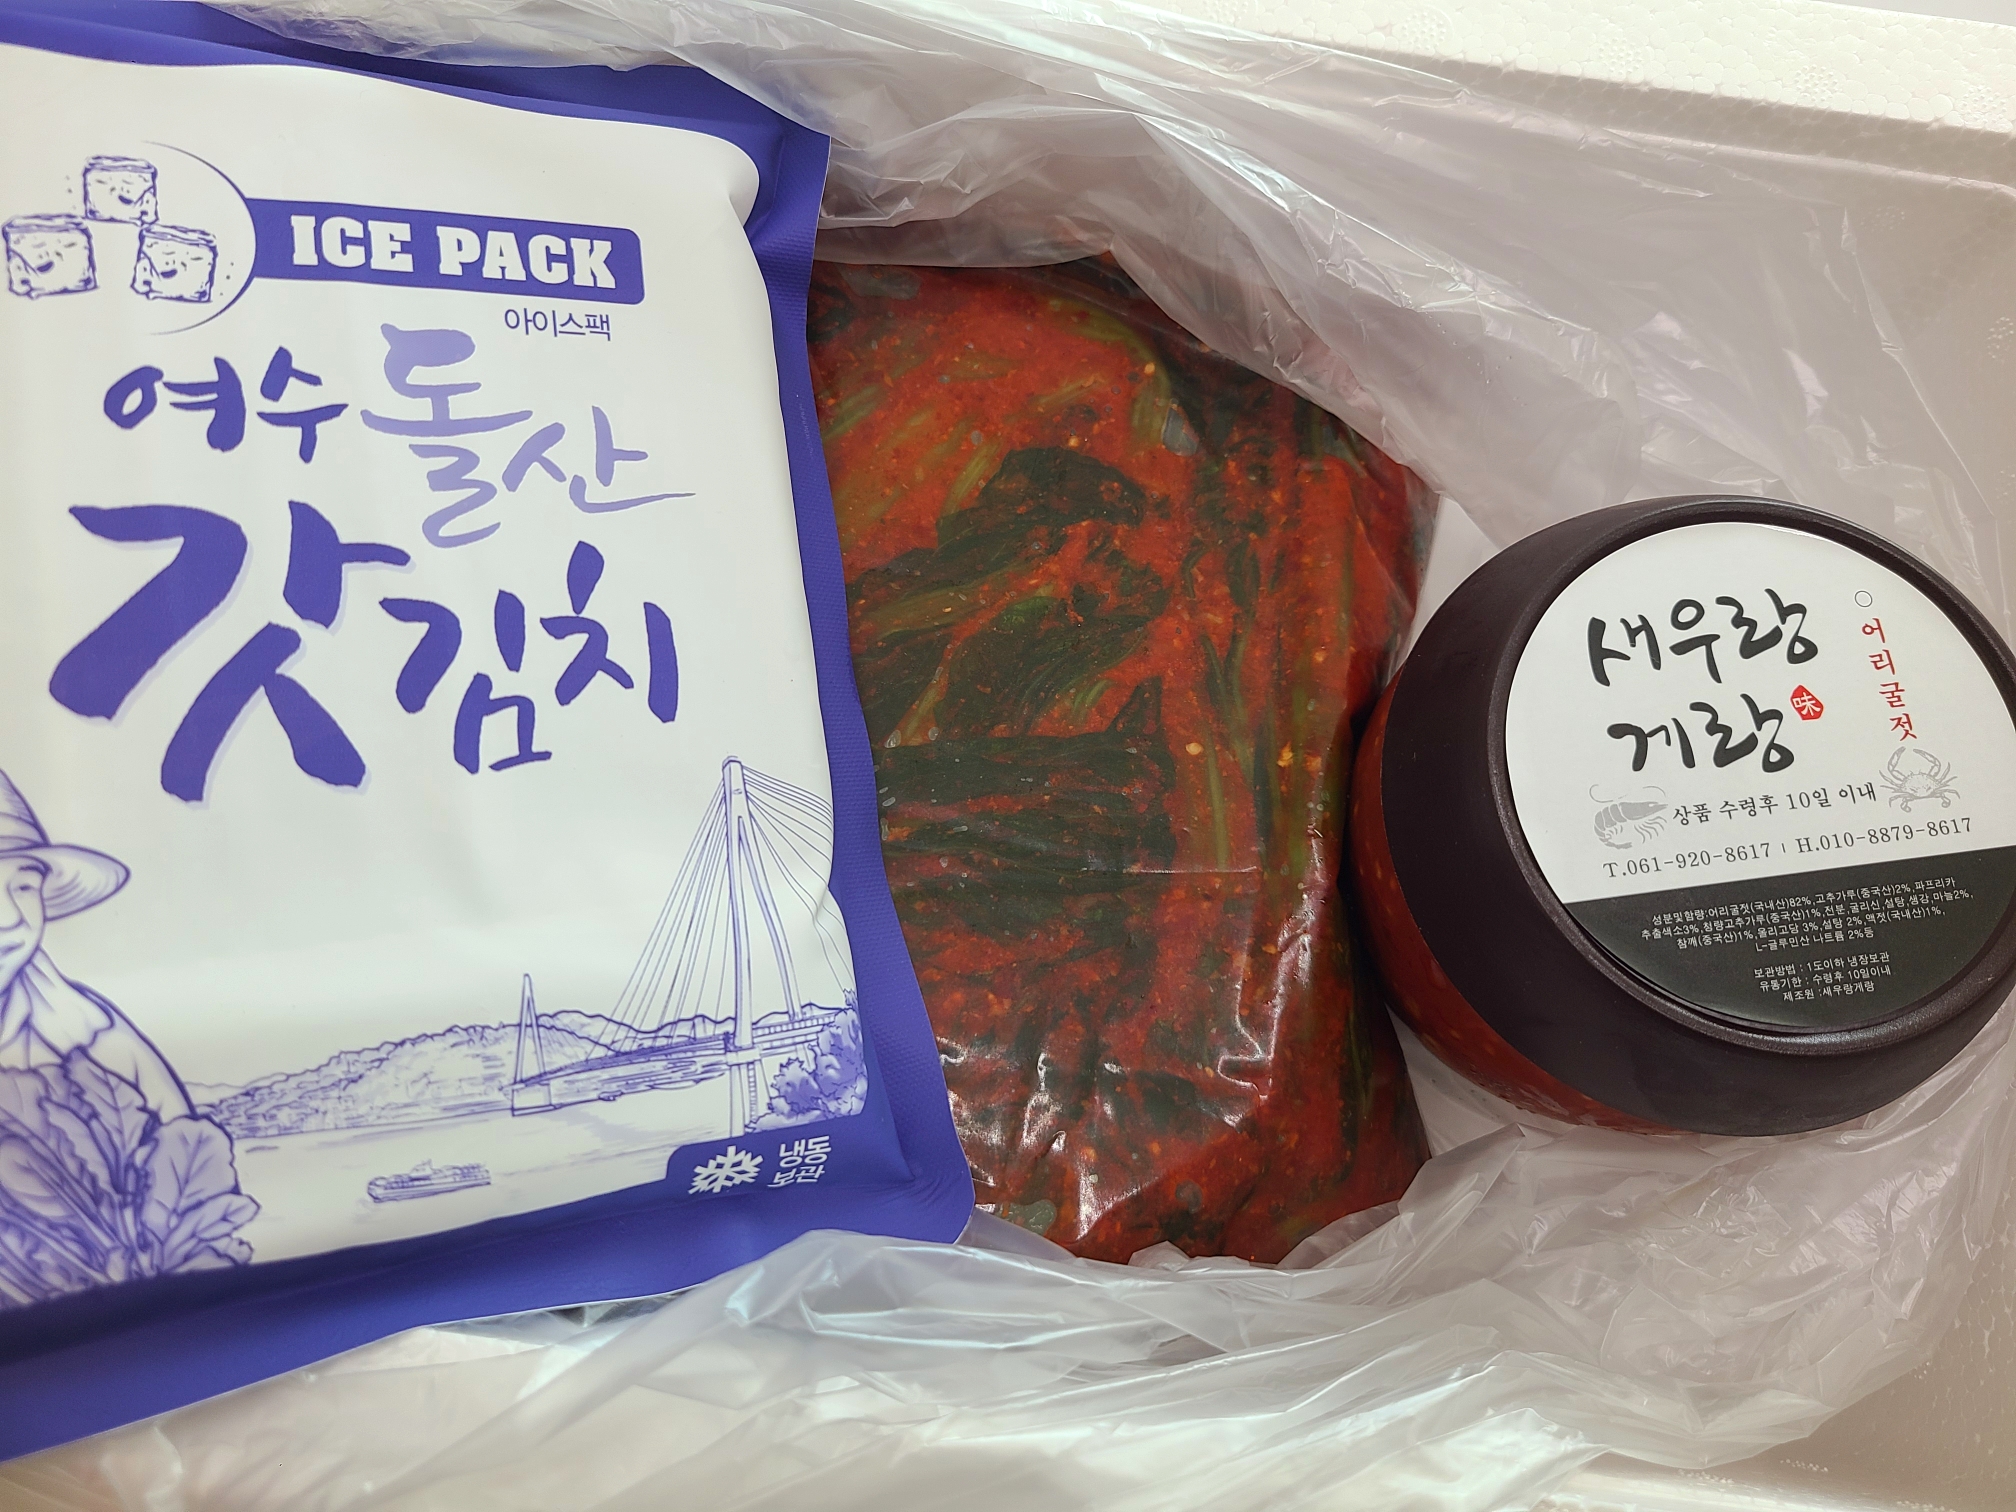 ICE PACK
아이스팩
여수돌산
갓김치
냉동
보관
새우랑
게랑
味
어리굴젓
상품 수령후 10일 이내
T.061-920-8617 | H.010-8879-8617
성분및함량:어리굴젓(국내산)82%,고추가루(중국산)2%,파프리카
추출색소3%,청량고추가루(중국산)1%,전분,굴리신,설탕,생강,마늘2%,
참깨(중국산)1%,올리고당 3%,설탕 2%,액젓(국내산)1%,
L-글루민산 나트륨 2%등
보관방법 : 1도이하 냉장보관
유통기한 : 수령후 10일이내
제조원 :새우랑게랑